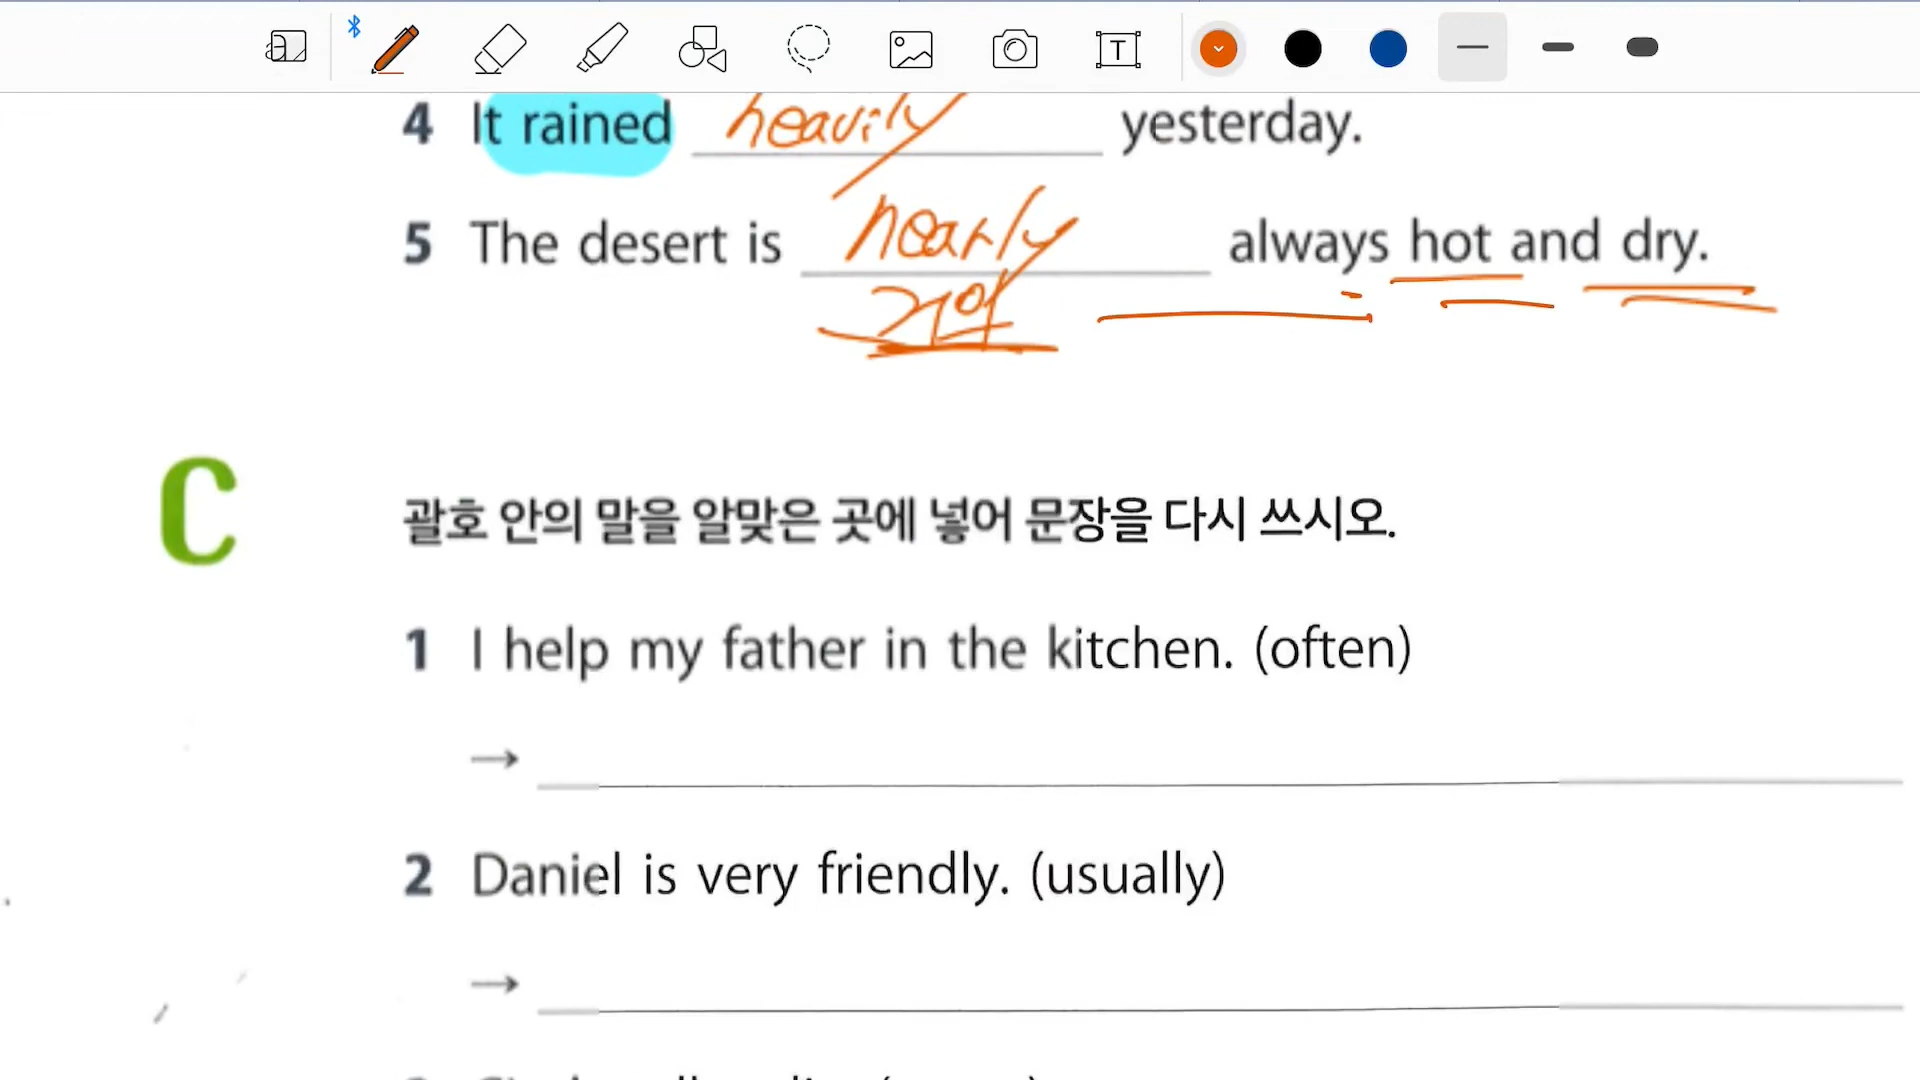 4 It rained heavily yesterday.
5 The desert is nearly always hot and dry.
거의
C
괄호 안의 말을 알맞은 곳에 넣어 문장을 다시 쓰시오.
1 I help my father in the kitchen. (often)
→
2 Daniel is very friendly. (usually)
→